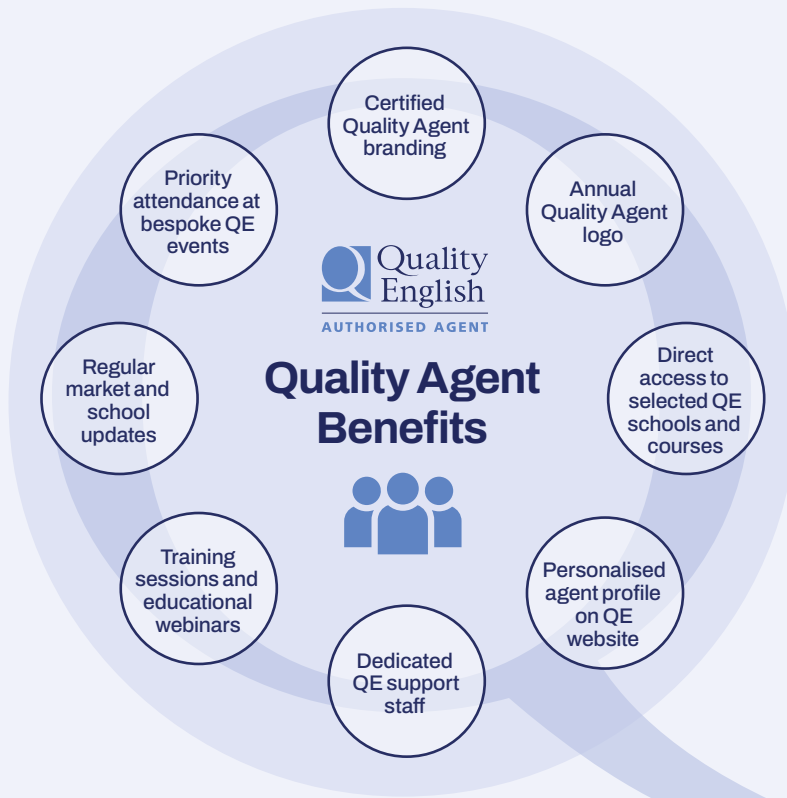 Certified
Quality Agent
branding
Annual
Quality Agent
logo
Direct
access to
selected QE
schools and
courses
Personalised
agent profile
on QE
website
Dedicated
QE support
staff
Training
sessions and
educational
webinars
Regular
market and
school
updates
Priority
attendance at
bespoke QE
events
Quality
English
AUTHORISED AGENT
Quality Agent
Benefits